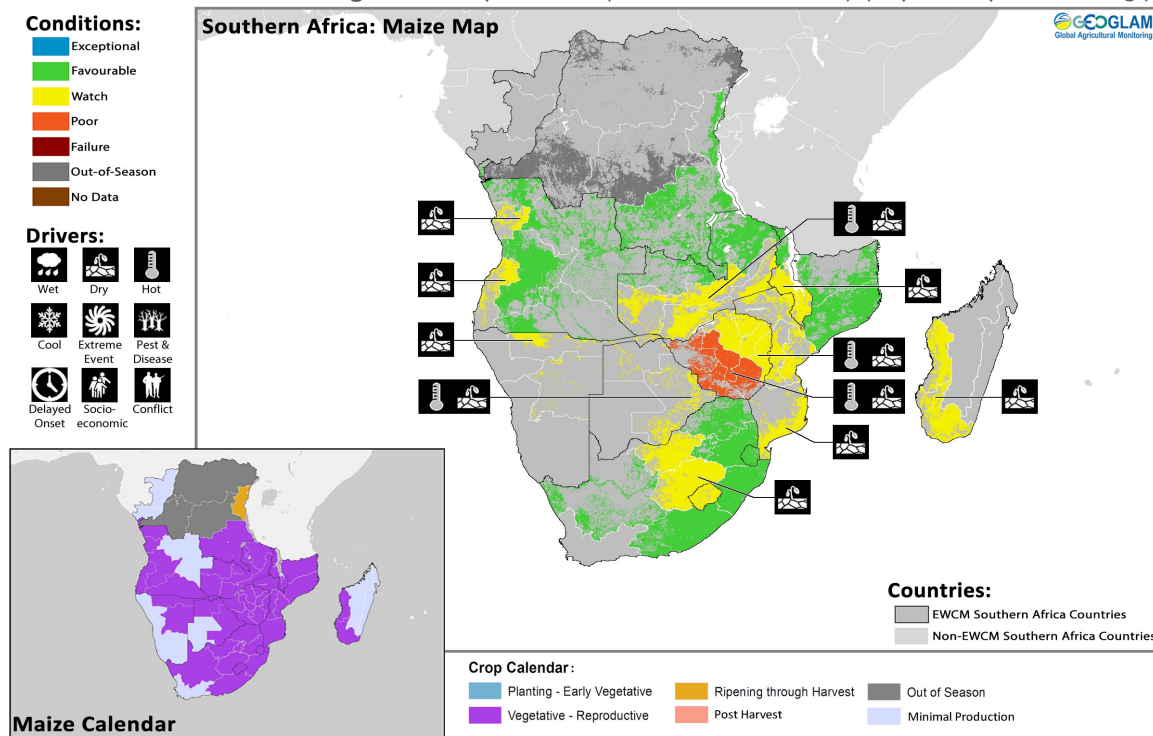 Conditions:
Exceptional
Favourable
Watch
Poor
Failure
Out-of-Season
No Data
Drivers:
Wet
Dry
Hot
Cool
Extreme
Event
Pest &
Disease
Delayed
Onset
Socio-
economic
Conflict
Southern Africa: Maize Map
GEOGLAM
Global Agricultural Monitoring
Countries:
EWCM Southern Africa Countries
Non-EWCM Southern Africa Countries
Maize Calendar
Crop Calendar:
Planting - Early Vegetative
Vegetative - Reproductive
Ripening through Harvest
Post Harvest
Out of Season
Minimal Production